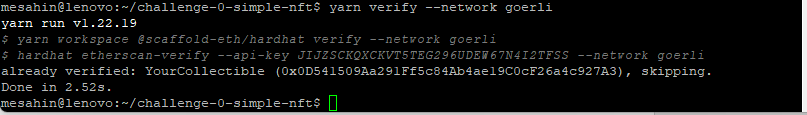 mesahin@lenovo:~/challenge-0-simple-nft$ yarn verify --network goerli
yarn run v1.22.19
$ yarn workspace @scaffold-eth/hardhat verify --network goerli
$ hardhat etherscan-verify --api-key JIJZSCKQXCKVT5TEG296UDEW67N4I2TFSS --network goerli
already verified: YourCollectible (0x0D541509Aa291Ff5c84Ab4ae19C0cF26a4c927A3), skipping.
Done in 2.52s.
mesahin@lenovo:~/challenge-0-simple-nft$